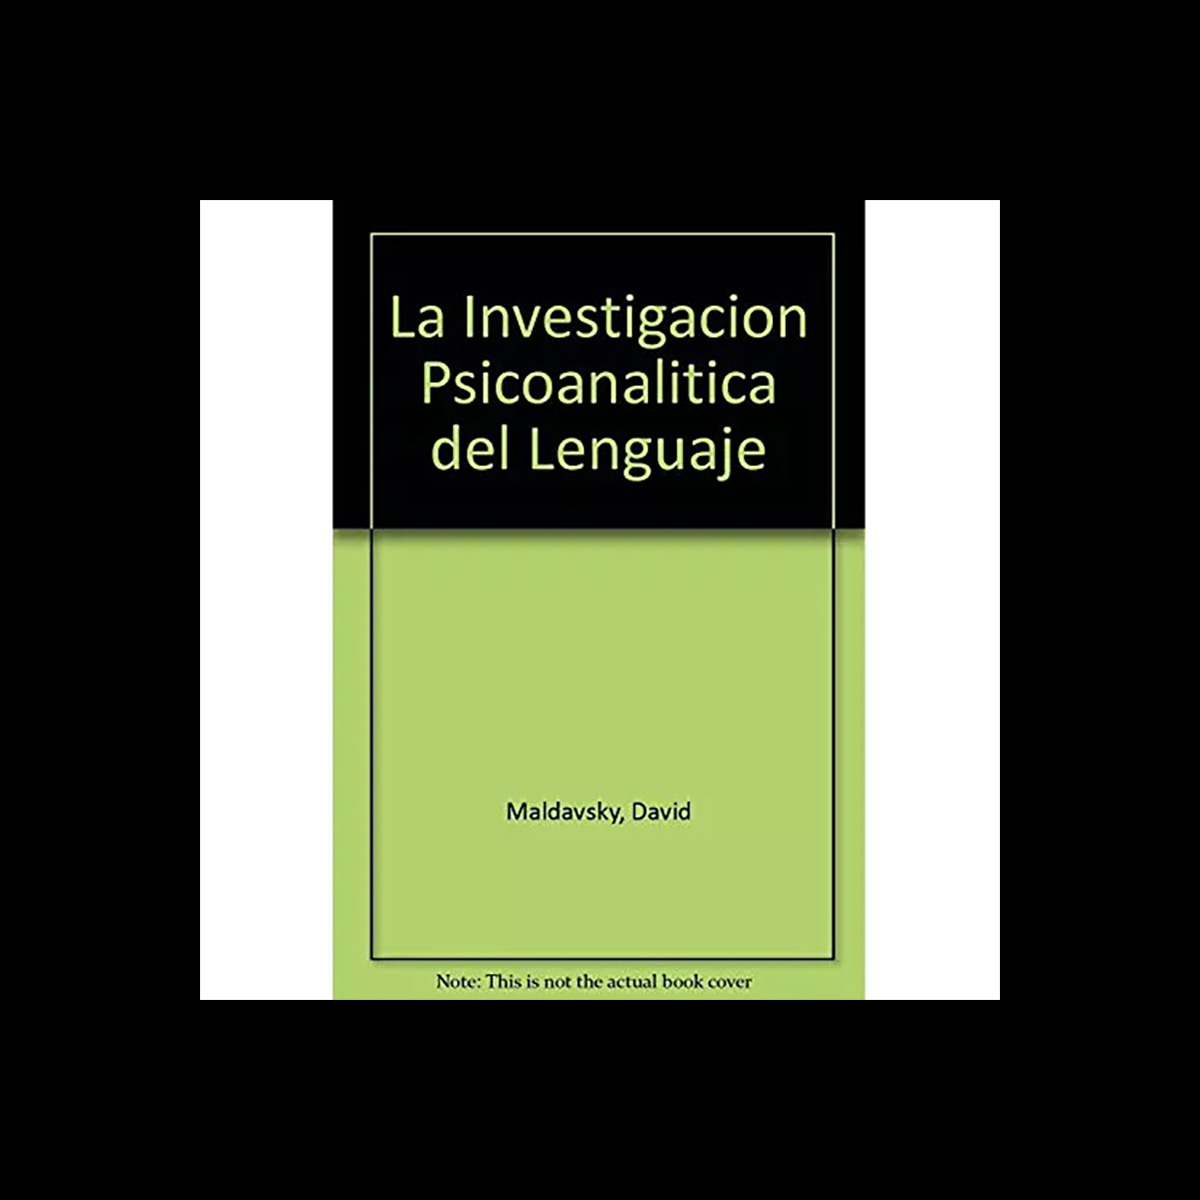 La Investigacion
Psicoanalitica
del Lenguaje
Maldavsky, David
Note: This is not the actual book cover